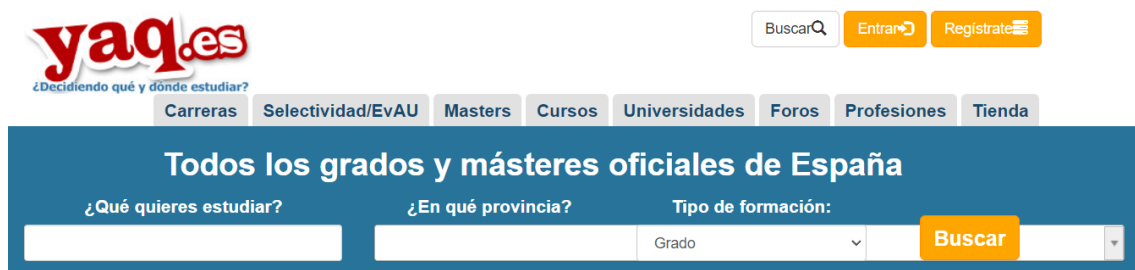 yaq.es
¿Decidiendo qué y dónde estudiar?
Buscar Entrar Regístrate
Carreras Selectividad/EvAU Masters Cursos Universidades Foros Profesiones Tienda
Todos los grados y másteres oficiales de España
¿Qué quieres estudiar? ¿En qué provincia? Tipo de formación:
Grado Buscar